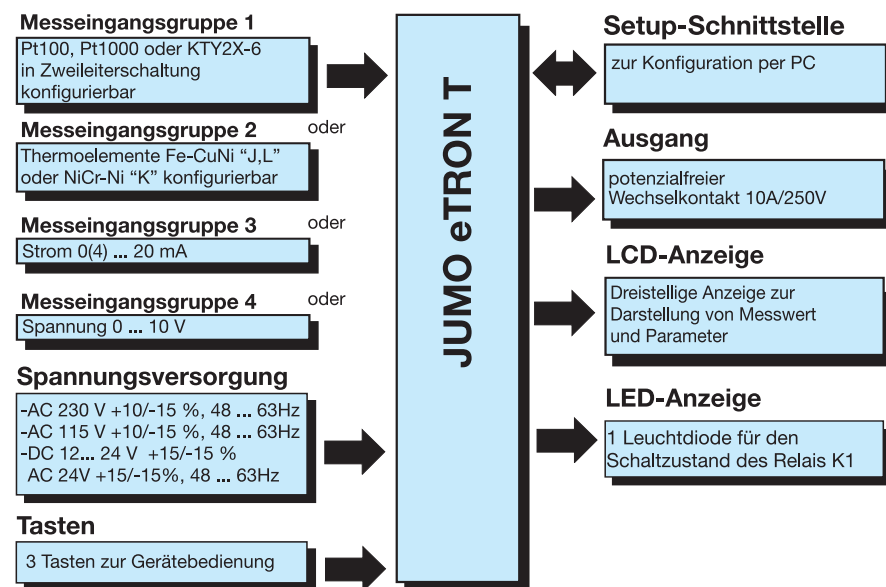 Messeingangsgruppe 1
Pt100, Pt1000 oder KTY2X-6
in Zweileiterschaltung
konfigurierbar
Messeingangsgruppe 2
oder
Thermoelemente Fe-CuNi “J,L”
oder NiCr-Ni “K” konfigurierbar
Messeingangsgruppe 3
oder
Strom 0(4) ... 20 mA
Messeingangsgruppe 4
oder
Spannung 0 ... 10 V
Spannungsversorgung
-AC 230 V +10/-15 %, 48 ... 63Hz
-AC 115 V +10/-15 %, 48 ... 63Hz
-DC 12... 24 V +15/-15 %
AC 24V +15/-15%, 48 ... 63Hz
Tasten
3 Tasten zur Gerätebedienung
JUMO eTRON T
Setup-Schnittstelle
zur Konfiguration per PC
Ausgang
potenzialfreier
Wechselkontakt 10A/250V
LCD-Anzeige
Dreistellige Anzeige zur
Darstellung von Messwert
und Parameter
LED-Anzeige
1 Leuchtdiode für den
Schaltzustand des Relais K1